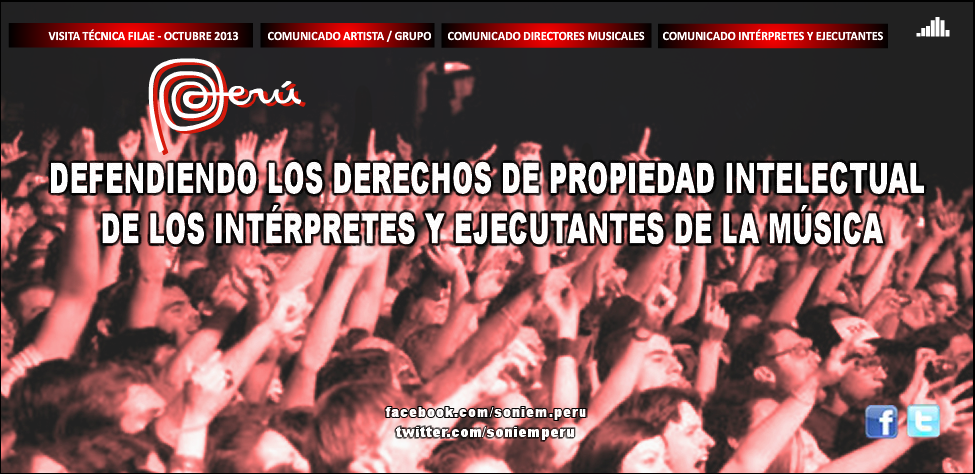 VISITA TÉCNICA FILAE - OCTUBRE 2013
COMUNICADO ARTISTA / GRUPO
COMUNICADO DIRECTORES MUSICALES
COMUNICADO INTÉRPRETES Y EJECUTANTES
Perú
DEFENDIENDO LOS DERECHOS DE PROPIEDAD INTELECTUAL
DE LOS INTÉRPRETES Y EJECUTANTES DE LA MÚSICA
facebook.com/soniem.peru
twitter.com/soniemperu
f
t